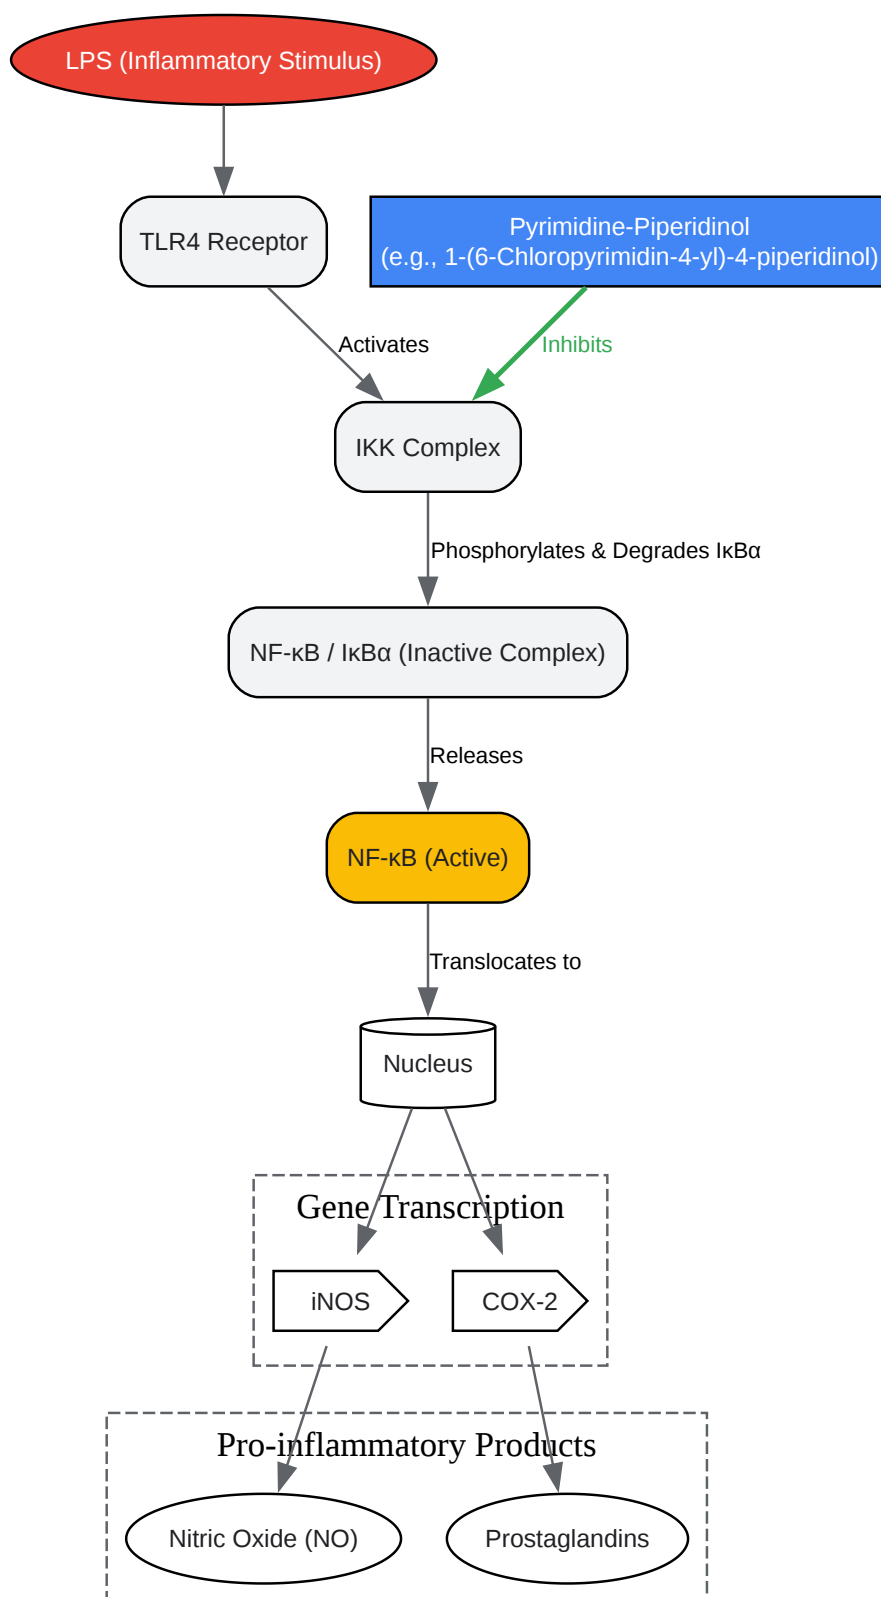 LPS (Inflammatory Stimulus)
TLR4 Receptor
Pyrimidine-Piperidinol
(e.g., 1-(6-Chloropyrimidin-4-yl)-4-piperidinol)
Activates
Inhibits
IKK Complex
Phosphorylates & Degrades IκBα
NF-κB / IκBα (Inactive Complex)
Releases
NF-κB (Active)
Translocates to
Nucleus
Gene Transcription
iNOS
COX-2
Pro-inflammatory Products
Nitric Oxide (NO)
Prostaglandins